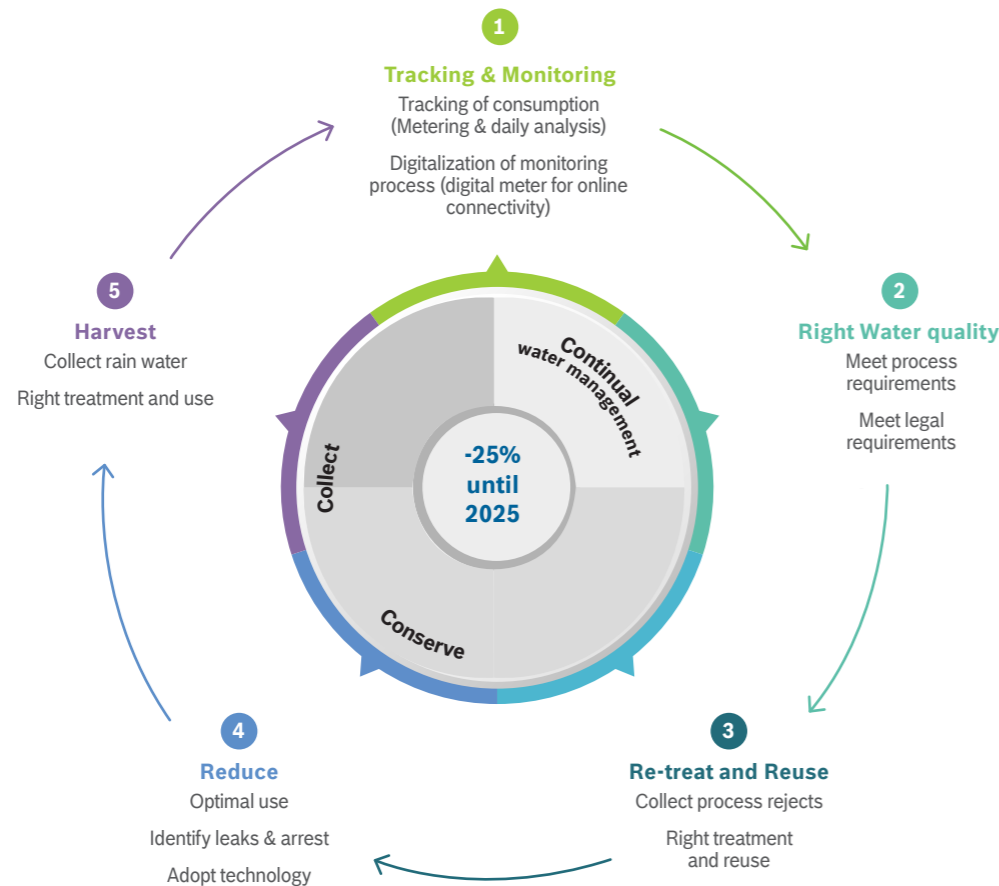 1
Tracking & Monitoring
Tracking of consumption
(Metering & daily analysis)
Digitalization of monitoring
process (digital meter for online
connectivity)
2
Right Water quality
Meet process
requirements
Meet legal
requirements
3
Re-treat and Reuse
Collect process rejects
Right treatment
and reuse
4
Reduce
Optimal use
Identify leaks & arrest
Adopt technology
5
Harvest
Collect rain water
Right treatment and use
Continual
water management
Collect
Conserve
-25%
until
2025